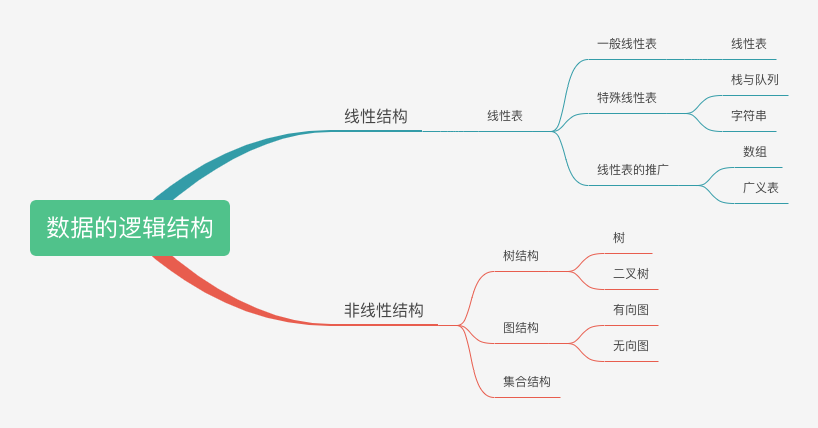 数据的逻辑结构
线性结构
线性表
一般线性表
线性表
特殊线性表
栈与队列
字符串
线性表的推广
数组
广义表
非线性结构
树结构
树
二叉树
图结构
有向图
无向图
集合结构